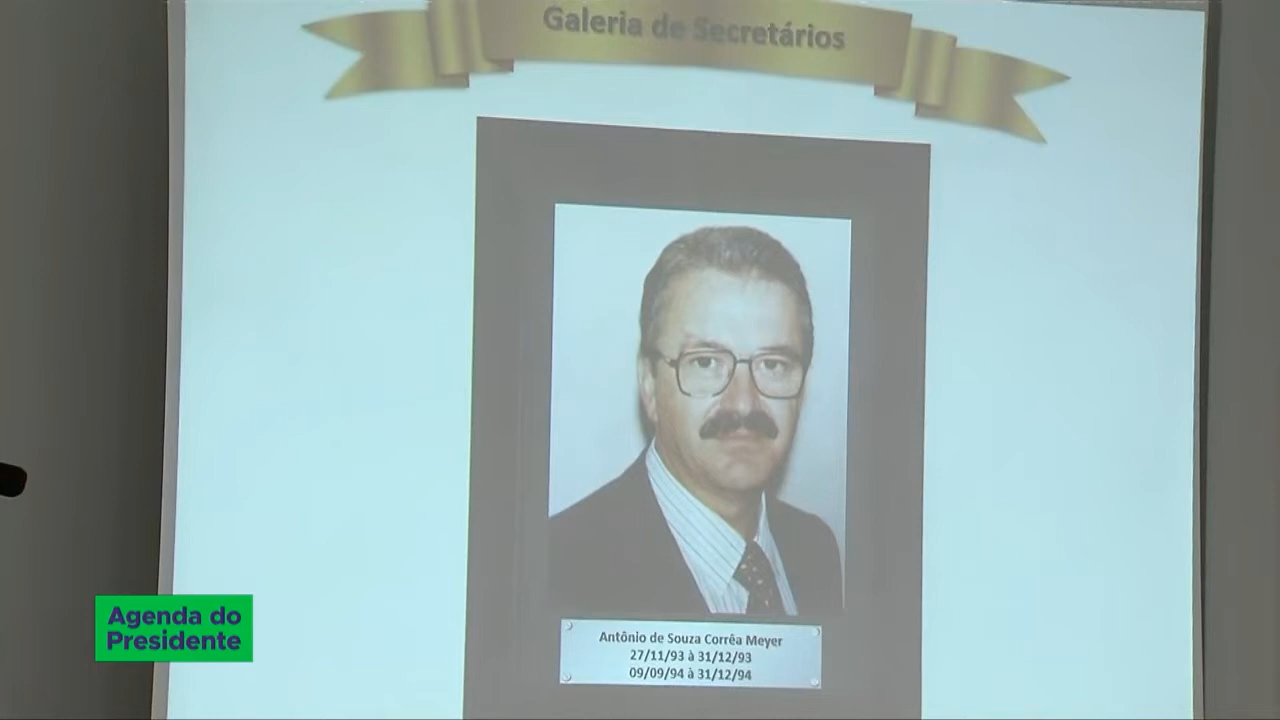 Galeria de Secretários
Antônio de Souza Corrêa Meyer
27/11/93 à 31/12/93
09/09/94 à 31/12/94
Agenda do
Presidente